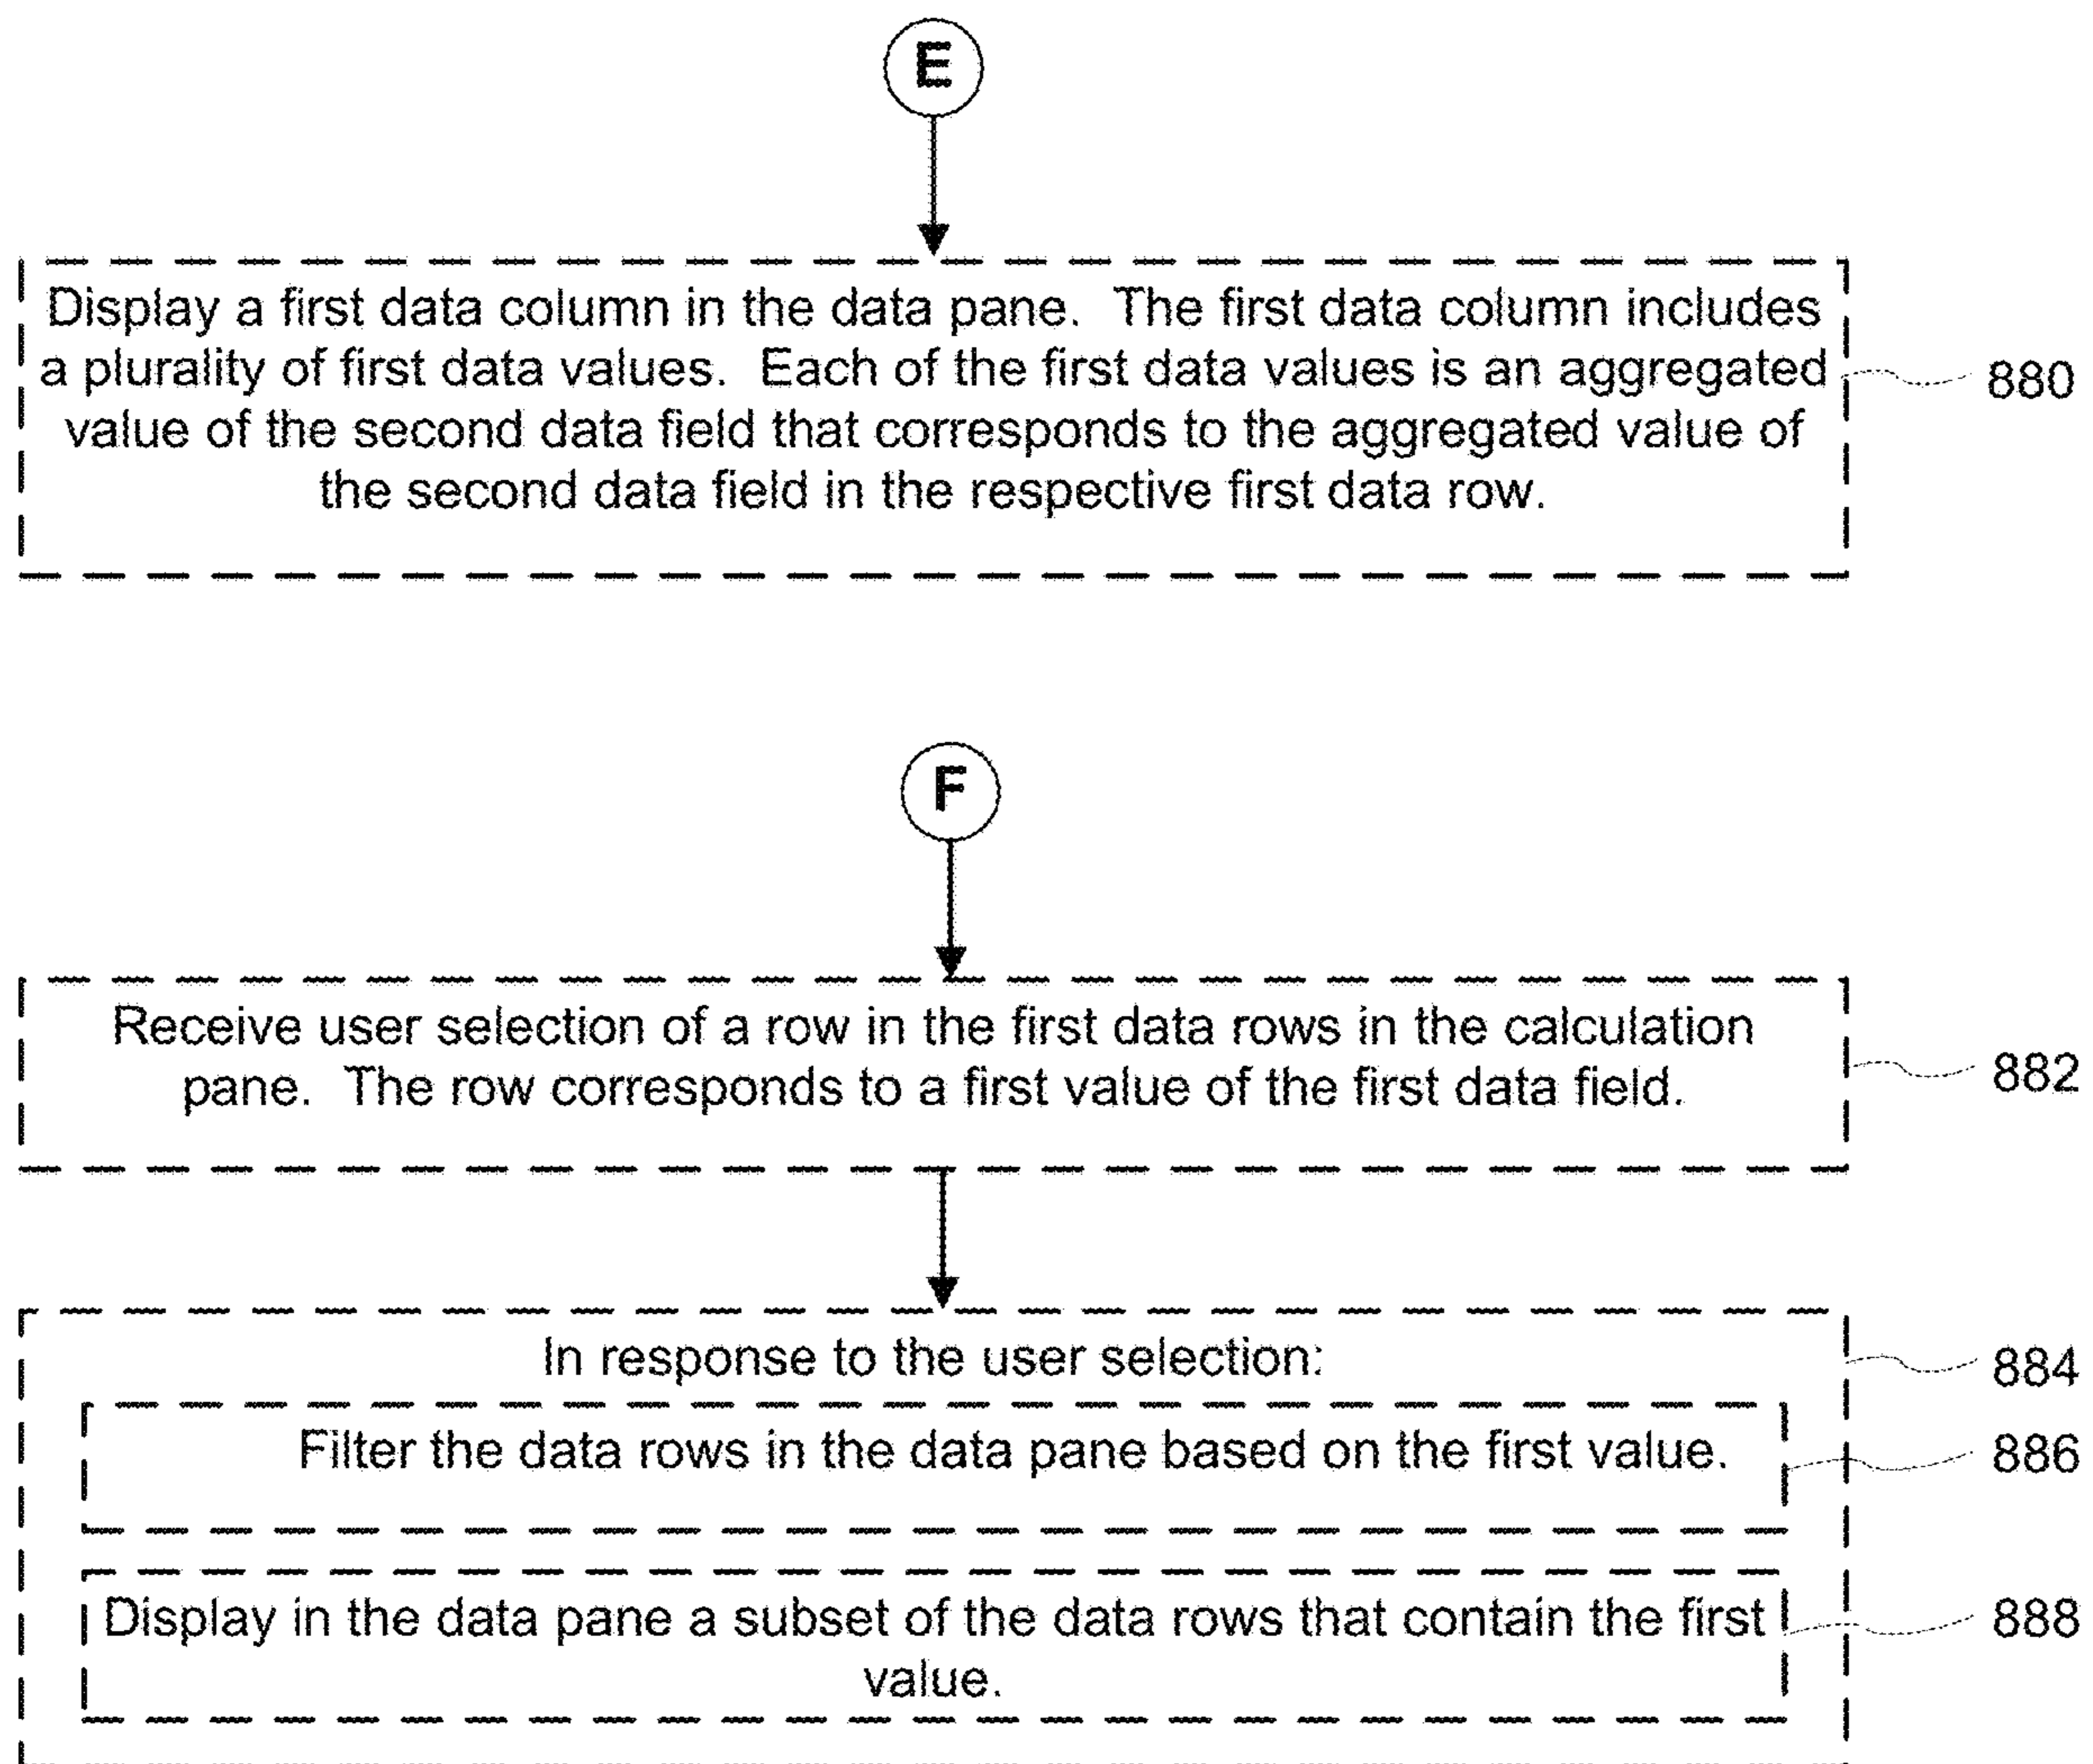 E
Display a first data column in the data pane. The first data column includes
a plurality of first data values. Each of the first data values is an aggregated
value of the second data field that corresponds to the aggregated value of
the second data field in the respective first data row.
880
F
Receive user selection of a row in the first data rows in the calculation
pane. The row corresponds to a first value of the first data field.
882
In response to the user selection:
884
Filter the data rows in the data pane based on the first value.
886
Display in the data pane a subset of the data rows that contain the first
value.
888